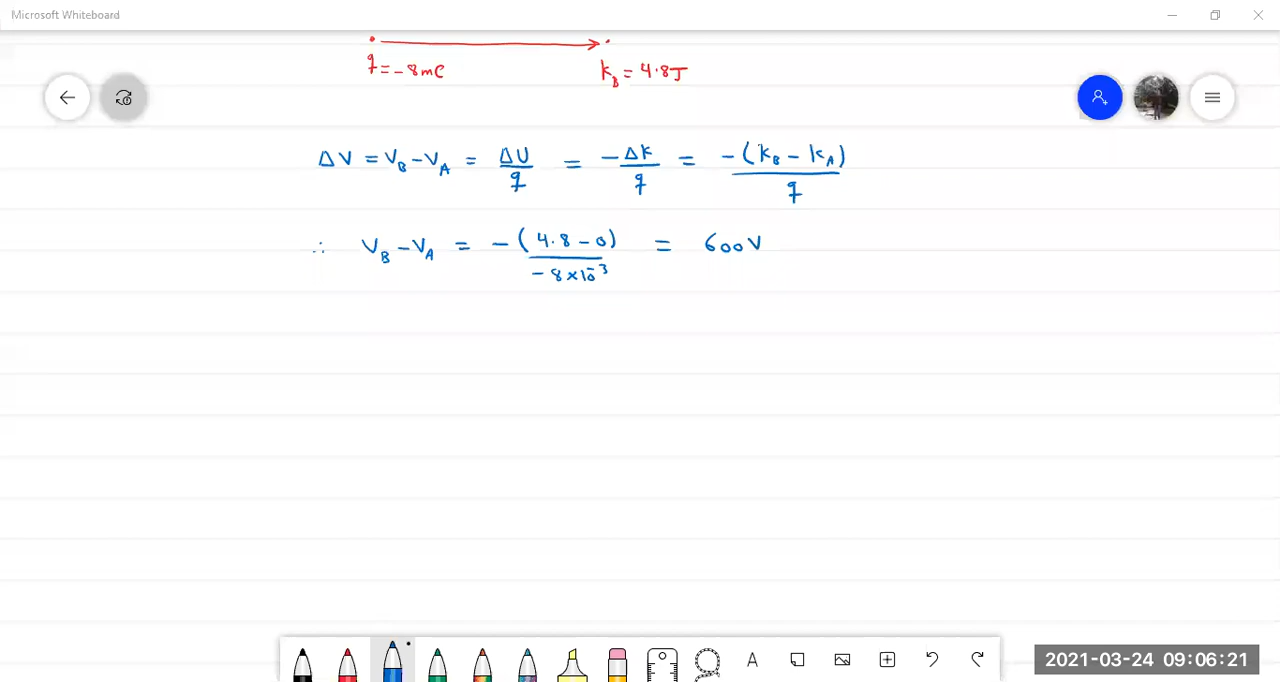 Microsoft Whiteboard
q = -8mC
k_B = 4.8J
ΔV = V_B - V_A = ΔU/q = -Δk/q = -(k_B - k_A)/q
∴ V_B - V_A = -(4.8 - 0)/(-8×10⁻³) = 600V
A
2021-03-24 09:06:21